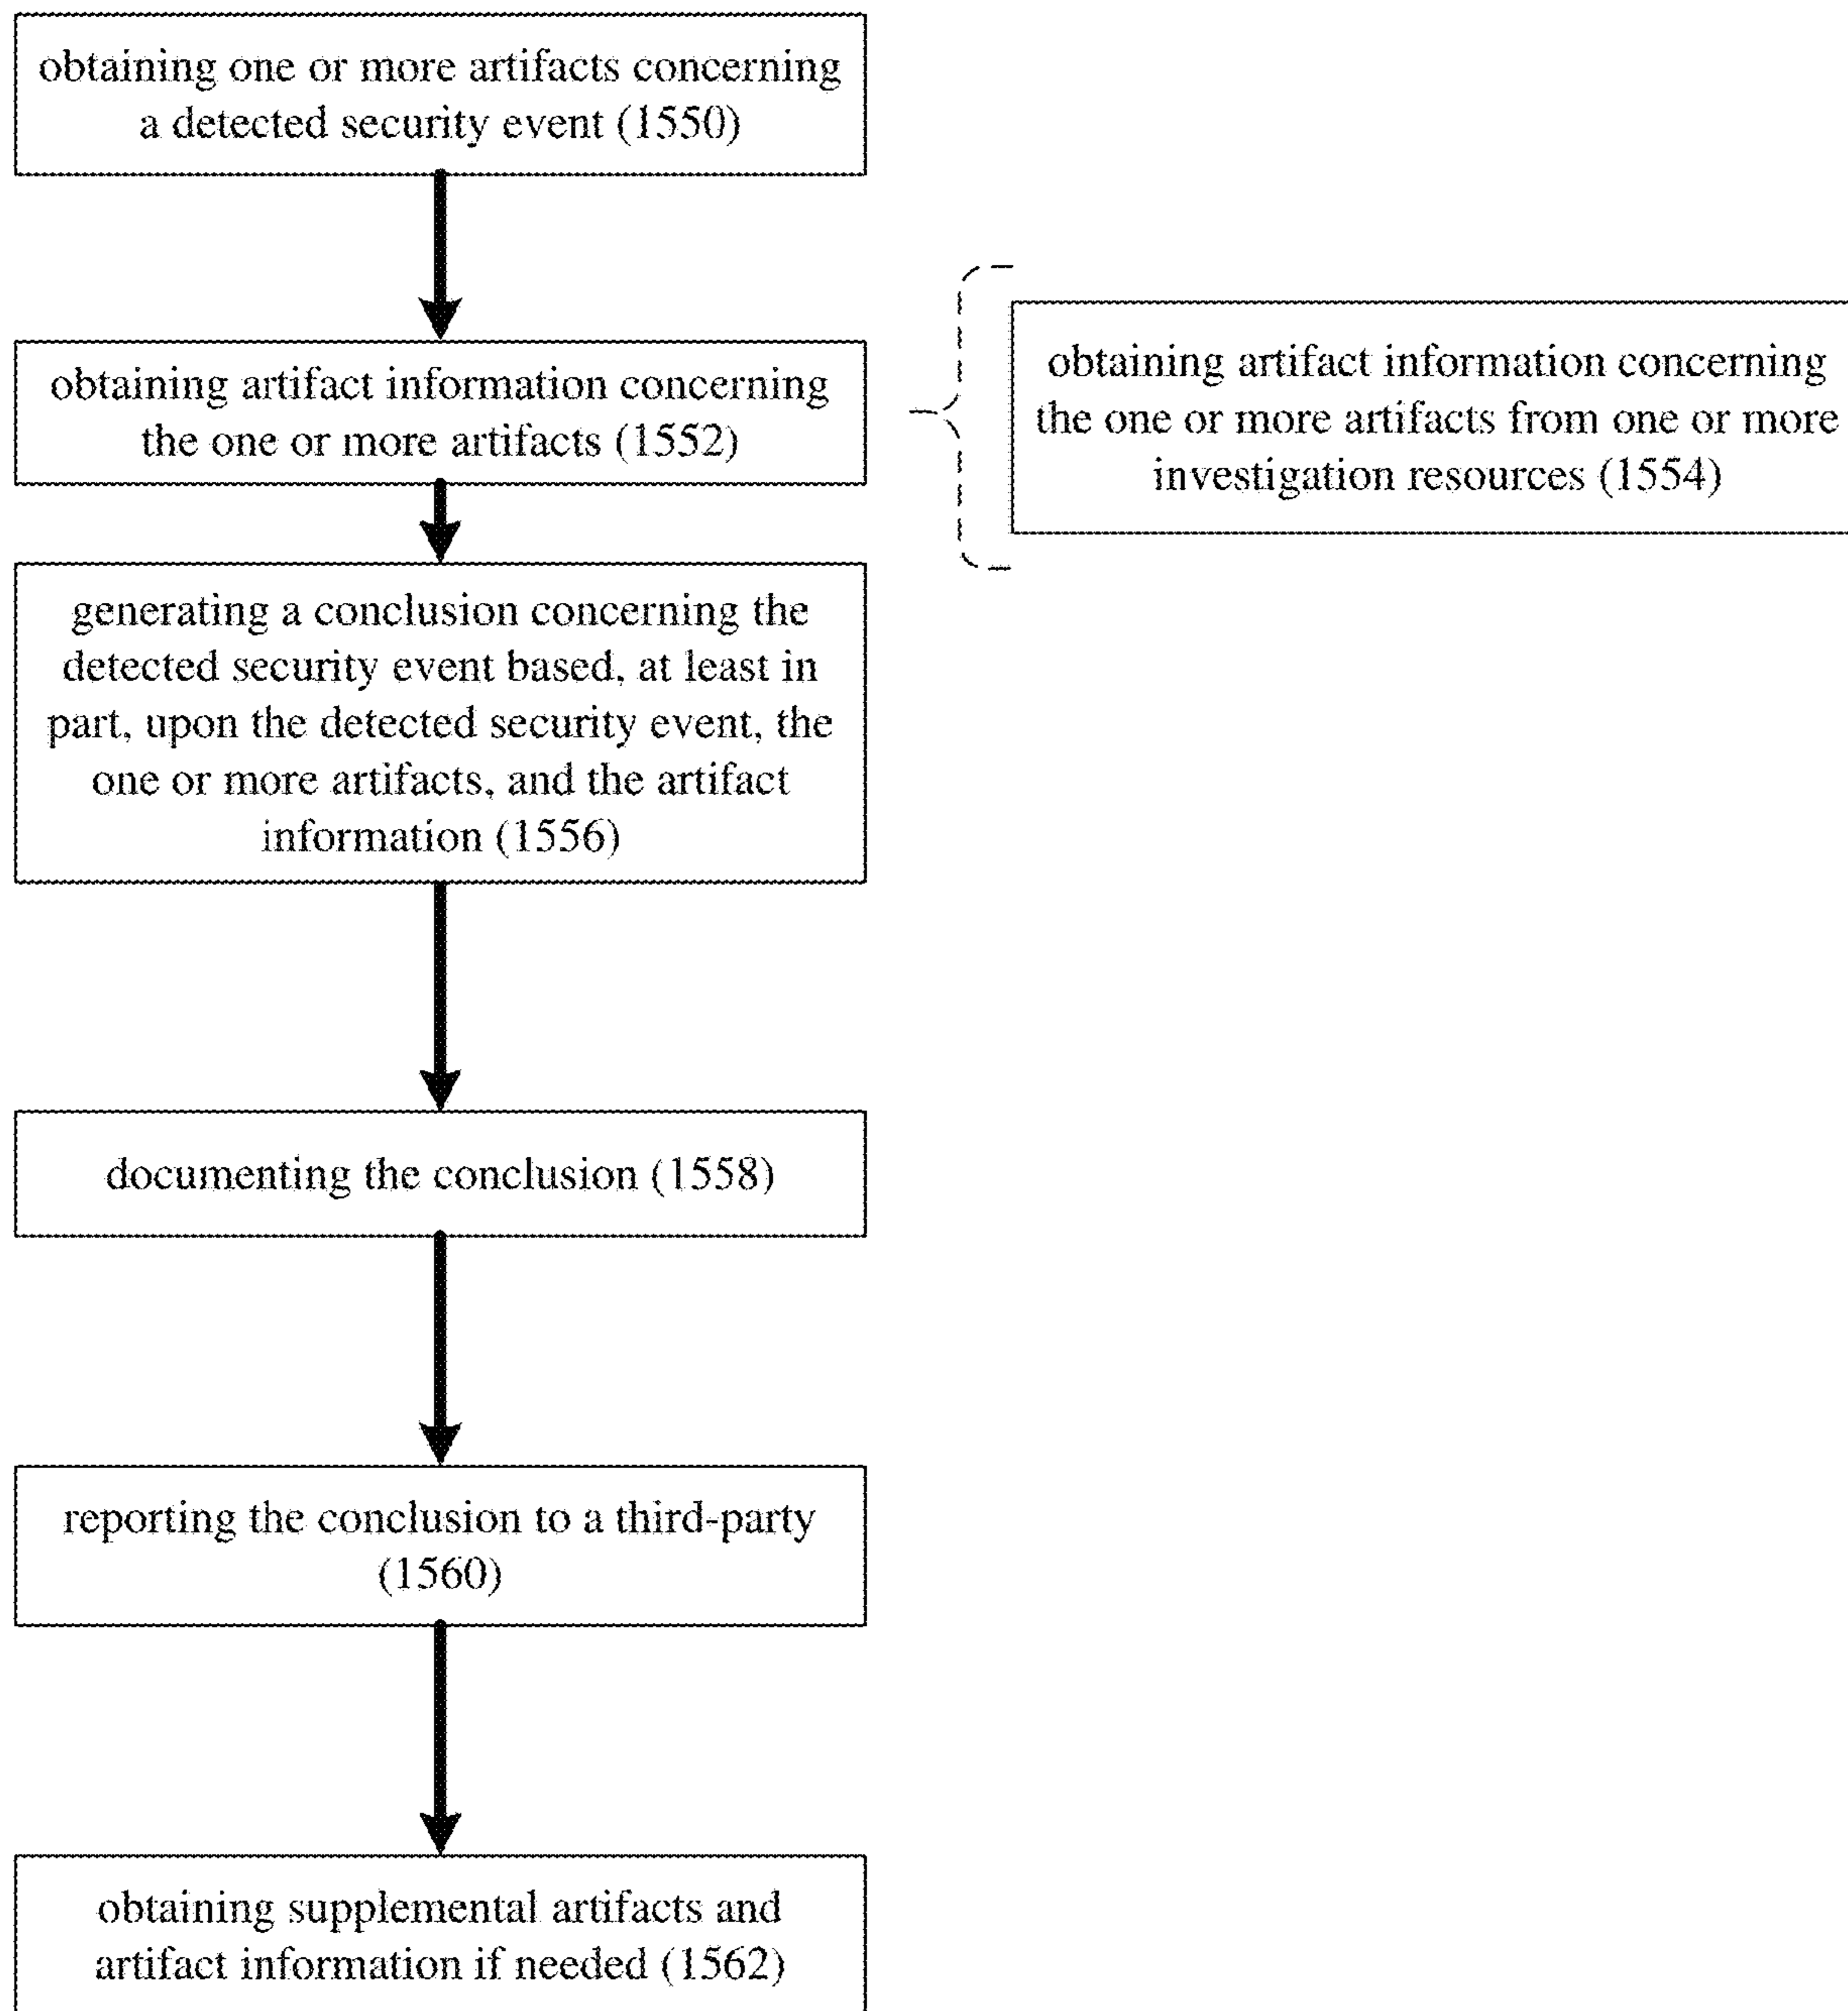 obtaining one or more artifacts concerning
a detected security event (1550)
obtaining artifact information concerning
the one or more artifacts (1552)
obtaining artifact information concerning
the one or more artifacts from one or more
investigation resources (1554)
generating a conclusion concerning the
detected security event based, at least in
part, upon the detected security event, the
one or more artifacts, and the artifact
information (1556)
documenting the conclusion (1558)
reporting the conclusion to a third-party
(1560)
obtaining supplemental artifacts and
artifact information if needed (1562)